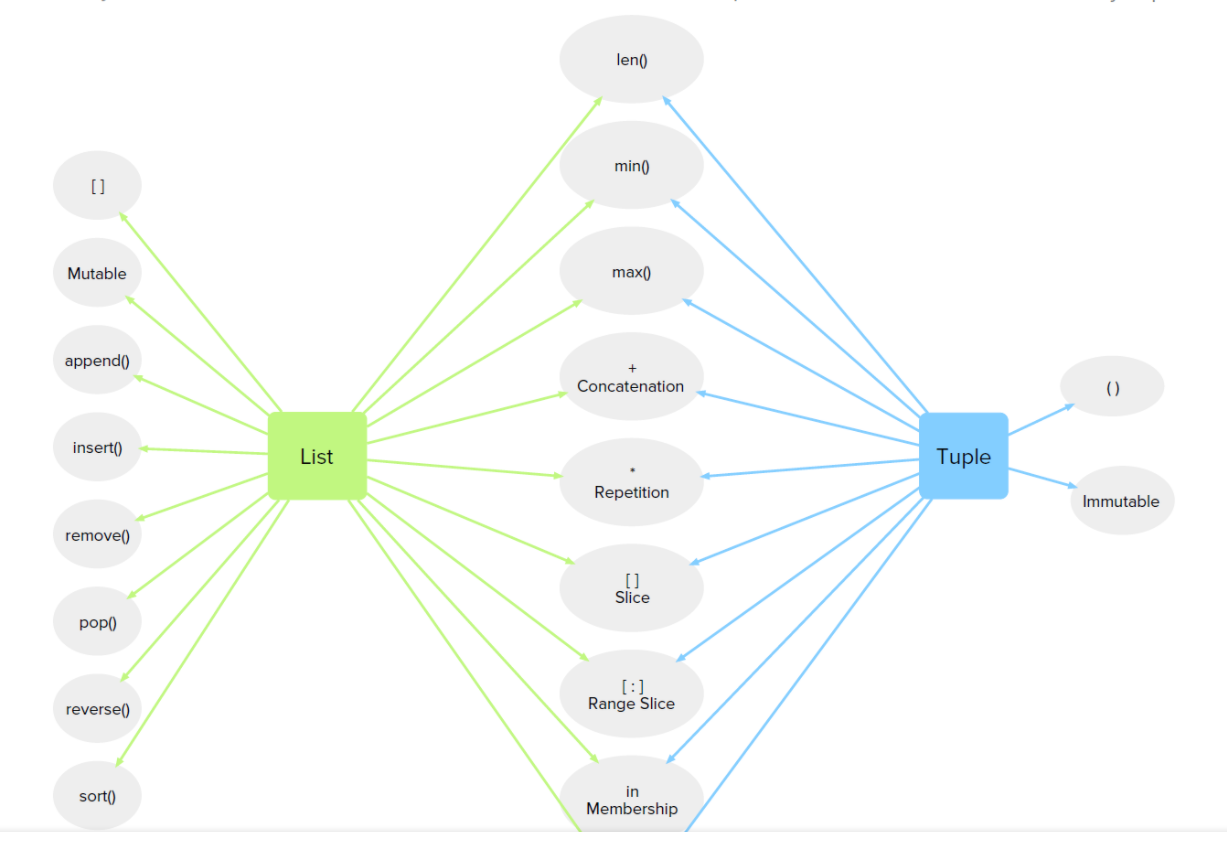 len()
min()
max()
+
Concatenation
*
Repetition
[ ]
Slice
[ : ]
Range Slice
in
Membership
[ ]
Mutable
append()
insert()
remove()
pop()
reverse()
sort()
List
Tuple
( )
Immutable